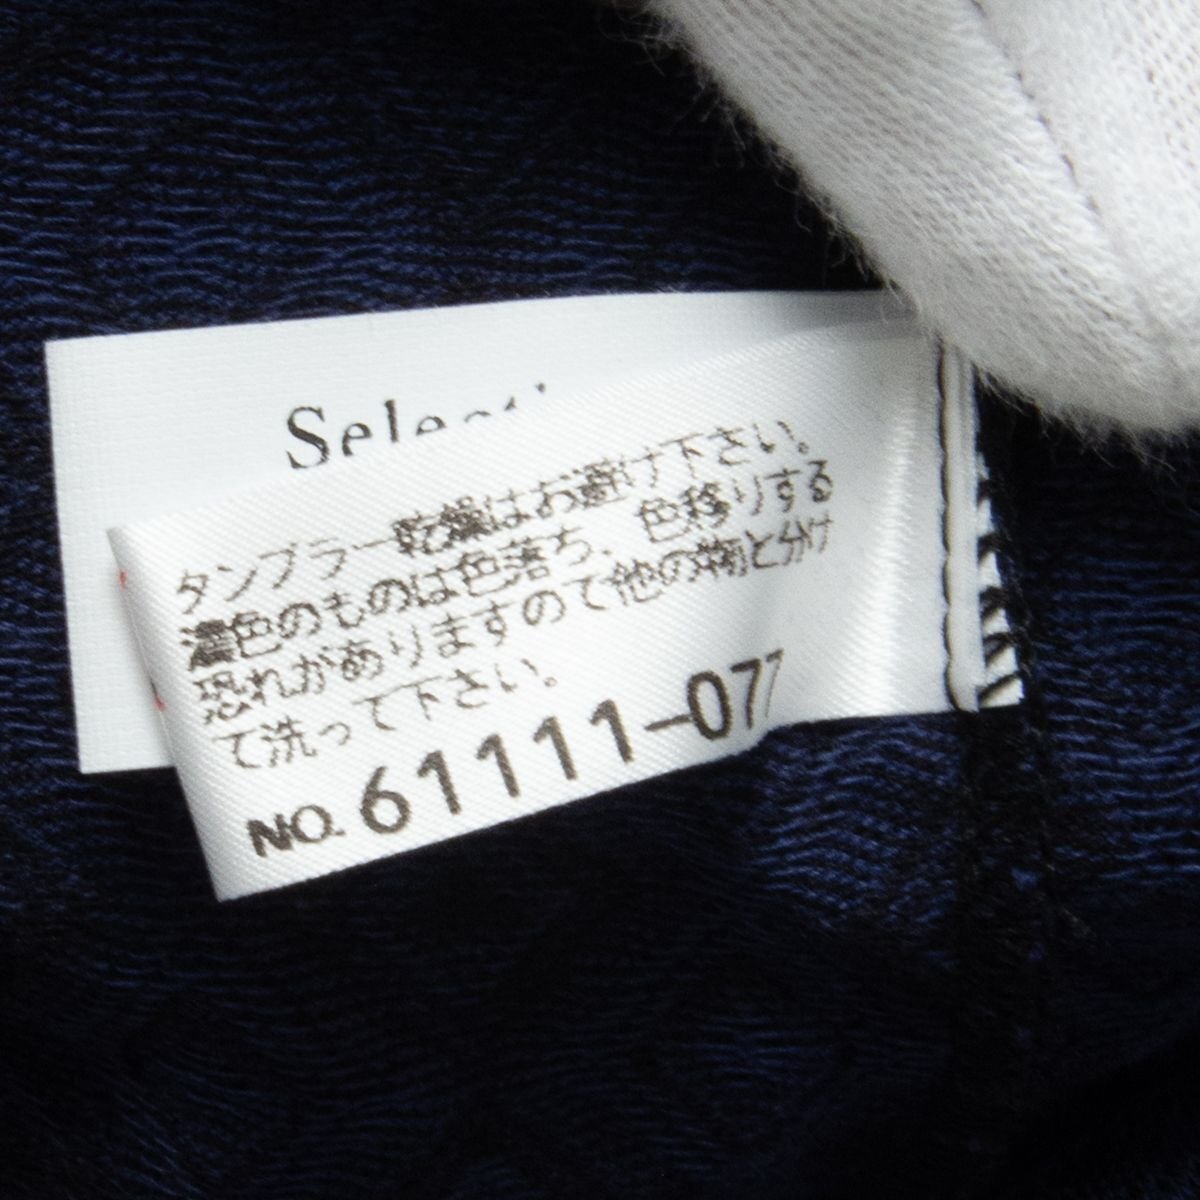 タンブラー乾燥はお避け下さい。
濃色のものは色落ち、色移りする
恐れがありますので他の物と分け
て洗って下さい。
NO. 61111-077